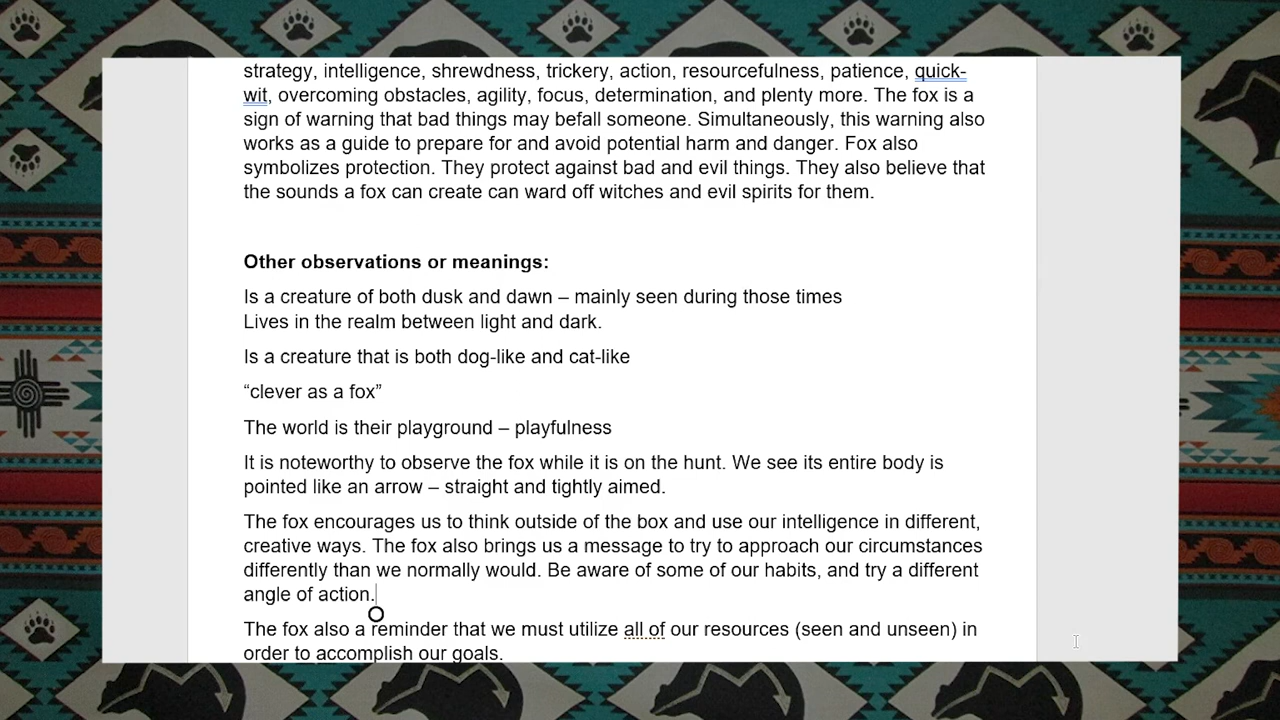 strategy, intelligence, shrewdness, trickery, action, resourcefulness, patience, quick-
wit, overcoming obstacles, agility, focus, determination, and plenty more. The fox is a
sign of warning that bad things may befall someone. Simultaneously, this warning also
works as a guide to prepare for and avoid potential harm and danger. Fox also
symbolizes protection. They protect against bad and evil things. They also believe that
the sounds a fox can create can ward off witches and evil spirits for them.
Other observations or meanings:
Is a creature of both dusk and dawn – mainly seen during those times
Lives in the realm between light and dark.
Is a creature that is both dog-like and cat-like
“clever as a fox”
The world is their playground – playfulness
It is noteworthy to observe the fox while it is on the hunt. We see its entire body is
pointed like an arrow – straight and tightly aimed.
The fox encourages us to think outside of the box and use our intelligence in different,
creative ways. The fox also brings us a message to try to approach our circumstances
differently than we normally would. Be aware of some of our habits, and try a different
angle of action.
The fox also a reminder that we must utilize all of our resources (seen and unseen) in
order to accomplish our goals.